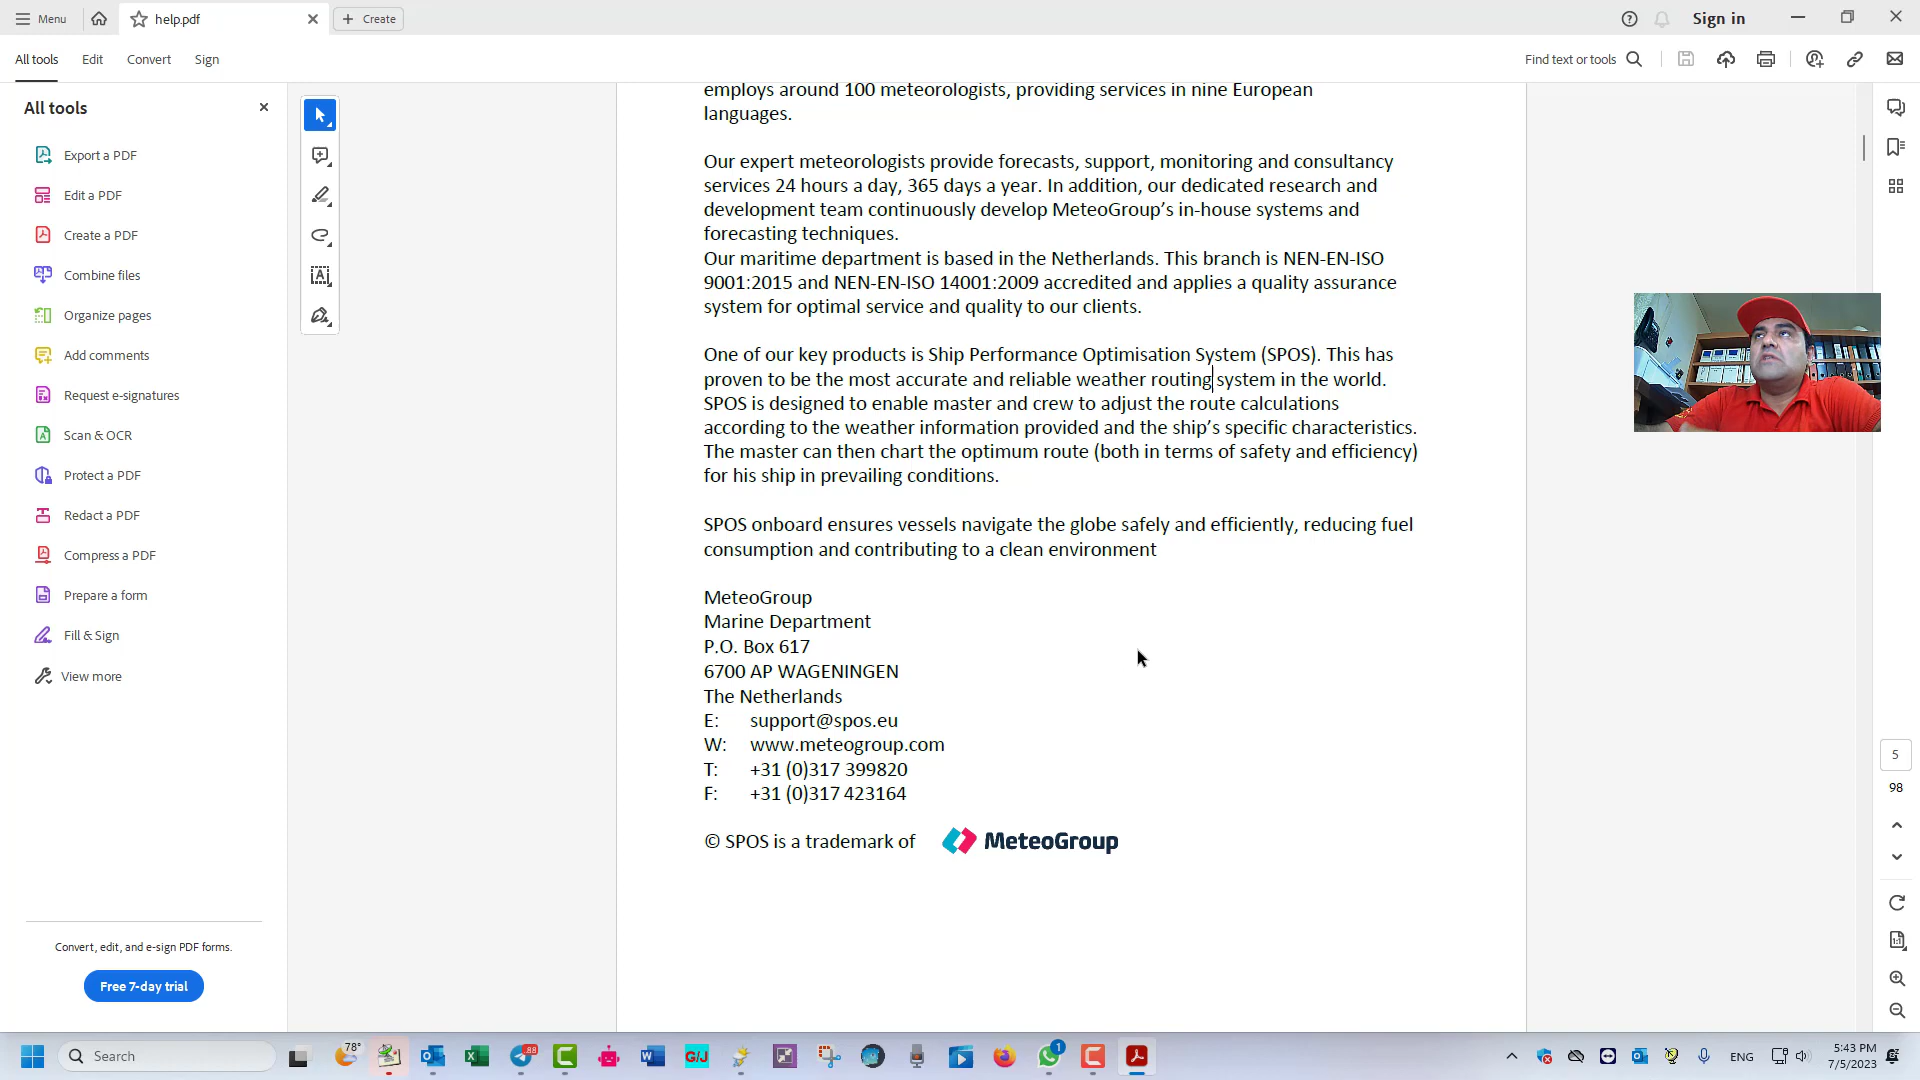 Menu
help.pdf
Create
Sign in
All tools
Edit
Convert
Sign
Find text or tools
All tools
Export a PDF
Edit a PDF
Create a PDF
Combine files
Organize pages
Add comments
Request e-signatures
Scan & OCR
Protect a PDF
Redact a PDF
Compress a PDF
Prepare a form
Fill & Sign
View more
Convert, edit, and e-sign PDF forms.
Free 7-day trial
employs around 100 meteorologists, providing services in nine European
languages.
Our expert meteorologists provide forecasts, support, monitoring and consultancy
services 24 hours a day, 365 days a year. In addition, our dedicated research and
development team continuously develop MeteoGroup’s in-house systems and
forecasting techniques.
Our maritime department is based in the Netherlands. This branch is NEN-EN-ISO
9001:2015 and NEN-EN-ISO 14001:2009 accredited and applies a quality assurance
system for optimal service and quality to our clients.
One of our key products is Ship Performance Optimisation System (SPOS). This has
proven to be the most accurate and reliable weather routing system in the world.
SPOS is designed to enable master and crew to adjust the route calculations
according to the weather information provided and the ship’s specific characteristics.
The master can then chart the optimum route (both in terms of safety and efficiency)
for his ship in prevailing conditions.
SPOS onboard ensures vessels navigate the globe safely and efficiently, reducing fuel
consumption and contributing to a clean environment
MeteoGroup
Marine Department
P.O. Box 617
6700 AP WAGENINGEN
The Netherlands
E: support@spos.eu
W: www.meteogroup.com
T: +31 (0)317 399820
F: +31 (0)317 423164
© SPOS is a trademark of MeteoGroup
5
98
Search
78°
88
G/J
1
ENG
5:43 PM
7/5/2023